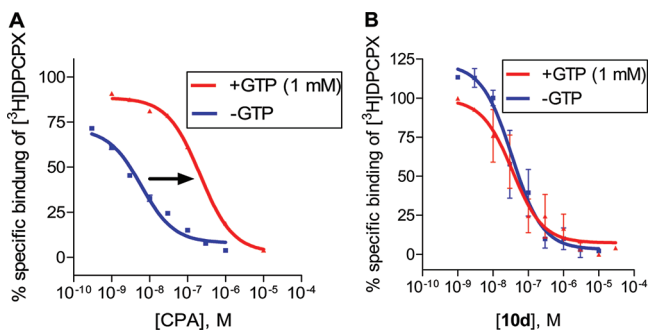 A
% specific bindung of [³H]DPCPX
100
75
50
25
0
10⁻¹⁰ 10⁻⁹ 10⁻⁸ 10⁻⁷ 10⁻⁶ 10⁻⁵ 10⁻⁴
[CPA], M
+GTP (1 mM)
-GTP
B
% specific binding of [³H]DPCPX
125
100
75
50
25
0
10⁻¹⁰ 10⁻⁹ 10⁻⁸ 10⁻⁷ 10⁻⁶ 10⁻⁵ 10⁻⁴
[10d], M
+GTP (1 mM)
-GTP